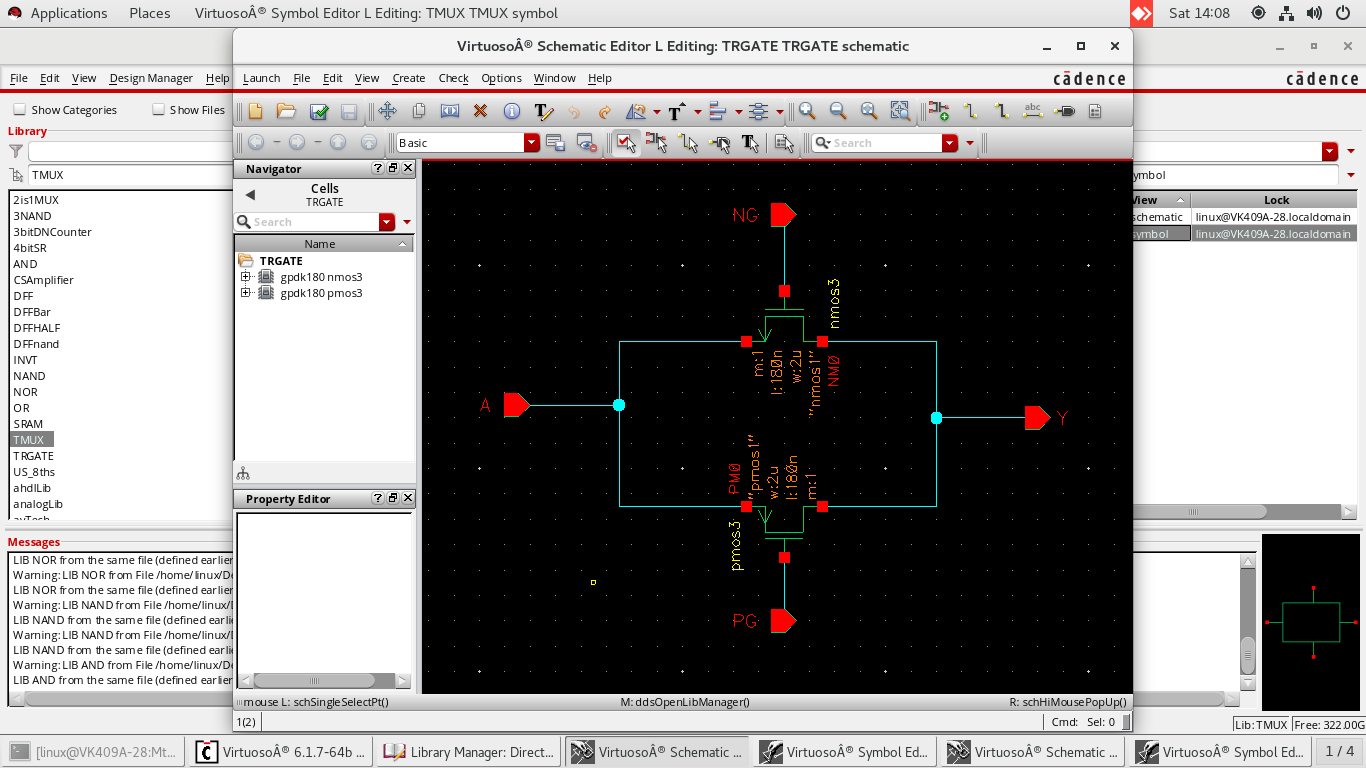 Applications Places VirtuosoÂ® Symbol Editor L Editing: TMUX TMUX symbol Sat 14:08
VirtuosoÂ® Schematic Editor L Editing: TRGATE TRGATE schematic
File Edit View Design Manager Help
Launch File Edit View Create Check Options Window Help cādence
cādence
Show Categories Show Files
Library
TMUX
2is1MUX
3NAND
3bitDNCounter
4bitSR
AND
CSAmplifier
DFF
DFFBar
DFFHALF
DFFnand
INVT
NAND
NOR
OR
SRAM
TMUX
TRGATE
US_8ths
ahdlLib
analogLib
Messages
LIB NOR from the same file (defined earlier
Warning: LIB NOR from File /home/linux/De
LIB NOR from the same file (defined earlier
Warning: LIB NAND from File /home/linux/D
LIB NAND from the same file (defined earlie
Warning: LIB NAND from File /home/linux/
LIB NAND from the same file (defined earlie
Warning: LIB AND from File /home/linux/De
LIB AND from the same file (defined earlier
abc
Basic
Search
Navigator
Cells
TRGATE
Search
Name
TRGATE
gpdk180 nmos3
gpdk180 pmos3
Property Editor
NG
nmos3
m:1
l:180n
w:2u
"nmos1"
NM0
A
Y
PM0
"pmos1"
w:2u
l:180n
m:1
pmos3
PG
ymbol
View Lock
schematic linux@VK409A-28.localdomain
symbol linux@VK409A-28.localdomain
mouse L: schSingleSelectPt() M: ddsOpenLibManager() R: schHiMousePopUp()
1(2) Cmd: Sel: 0
Lib: TMUX Free: 322.00G
[linux@VK409A-28:Mt... VirtuosoÂ® 6.1.7-64b ... Library Manager: Direct... VirtuosoÂ® Schematic ... VirtuosoÂ® Symbol Ed... VirtuosoÂ® Schematic ... VirtuosoÂ® Symbol Ed... 1 / 4